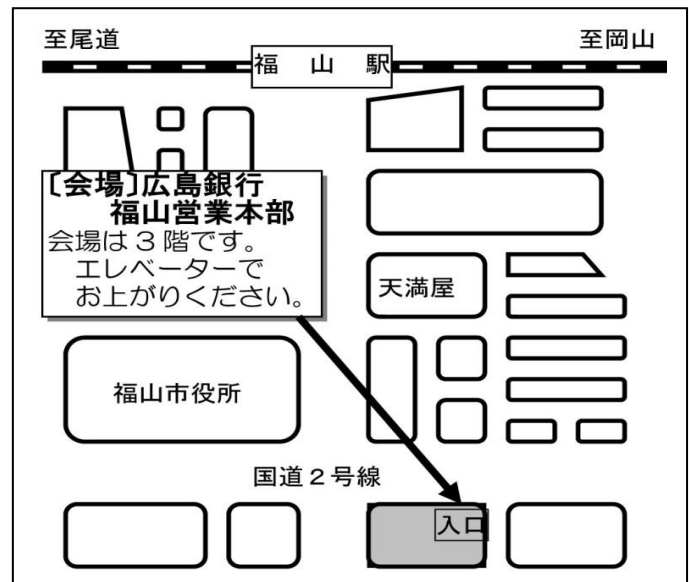 至尾道
至岡山
福 山 駅
〔会場〕広島銀行
福山営業本部
会場は３階です。
エレベーターで
お上がりください。
天満屋
福山市役所
国道２号線
入口